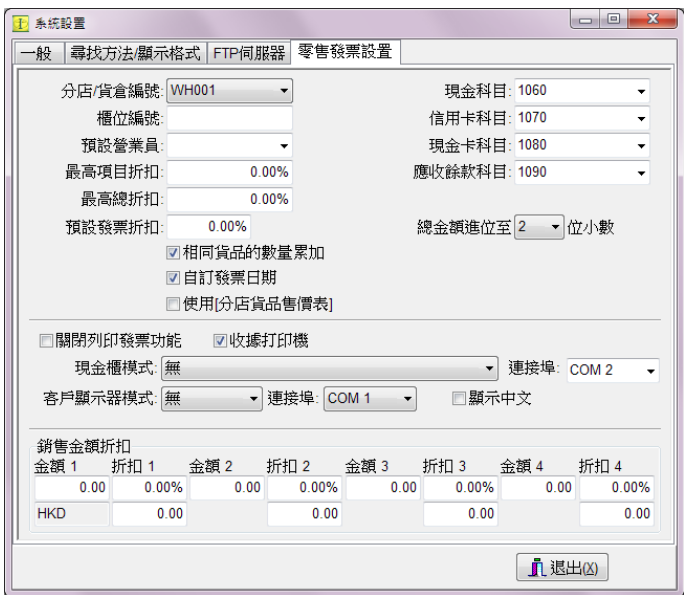 系統設置
一般 尋找方法/顯示格式 FTP伺服器 零售發票設置
分店/貨倉編號: WH001 現金科目: 1060
櫃位編號: 信用卡科目: 1070
預設營業員: 現金卡科目: 1080
最高項目折扣: 0.00% 應收餘款科目: 1090
最高總折扣: 0.00%
預設發票折扣: 0.00% 總金額進位至 2 位小數
相同貨品的數量累加
自訂發票日期
使用[分店貨品售價表]
關閉列印發票功能 收據打印機
現金櫃模式: 無 連接埠: COM 2
客戶顯示器模式: 無 連接埠: COM 1 顯示中文
銷售金額折扣
金額 1 折扣 1 金額 2 折扣 2 金額 3 折扣 3 金額 4 折扣 4
0.00 0.00% 0.00 0.00% 0.00 0.00% 0.00 0.00%
HKD 0.00 0.00 0.00 0.00
退出(X)